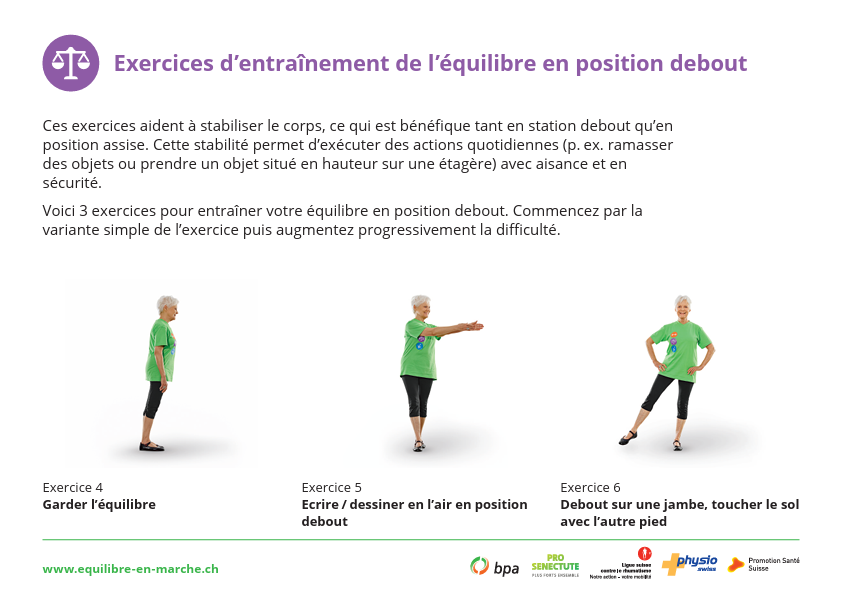 Exercices d’entraînement de l’équilibre en position debout
Ces exercices aident à stabiliser le corps, ce qui est bénéfique tant en station debout qu’en
position assise. Cette stabilité permet d’exécuter des actions quotidiennes (p. ex. ramasser
des objets ou prendre un objet situé en hauteur sur une étagère) avec aisance et en
sécurité.
Voici 3 exercices pour entraîner votre équilibre en position debout. Commencez par la
variante simple de l’exercice puis augmentez progressivement la difficulté.
Exercice 4
Garder l’équilibre
Exercice 5
Ecrire / dessiner en l’air en position
debout
Exercice 6
Debout sur une jambe, toucher le sol
avec l’autre pied
www.equilibre-en-marche.ch
bpa
PRO
SENECTUTE
PLUS FORTS ENSEMBLE
Ligue suisse
contre le rhumatisme
Notre action – votre mobilité
physio
swiss
Promotion Santé
Suisse